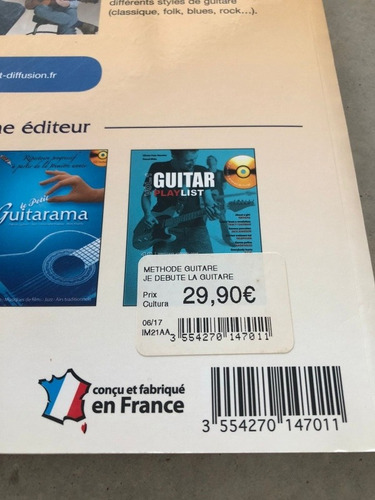 différents styles de guitare
(classique, folk, blues, rock...).
t-diffusion.fr
ne éditeur
Le Petit
Guitarama
GUITAR
PLAYLIST
METHODE GUITARE
JE DEBUTE LA GUITARE
Prix
Cultura
29,90€
06/17
IM21AA
3 554270 147011
conçu et fabriqué
en France
3 554270 147011